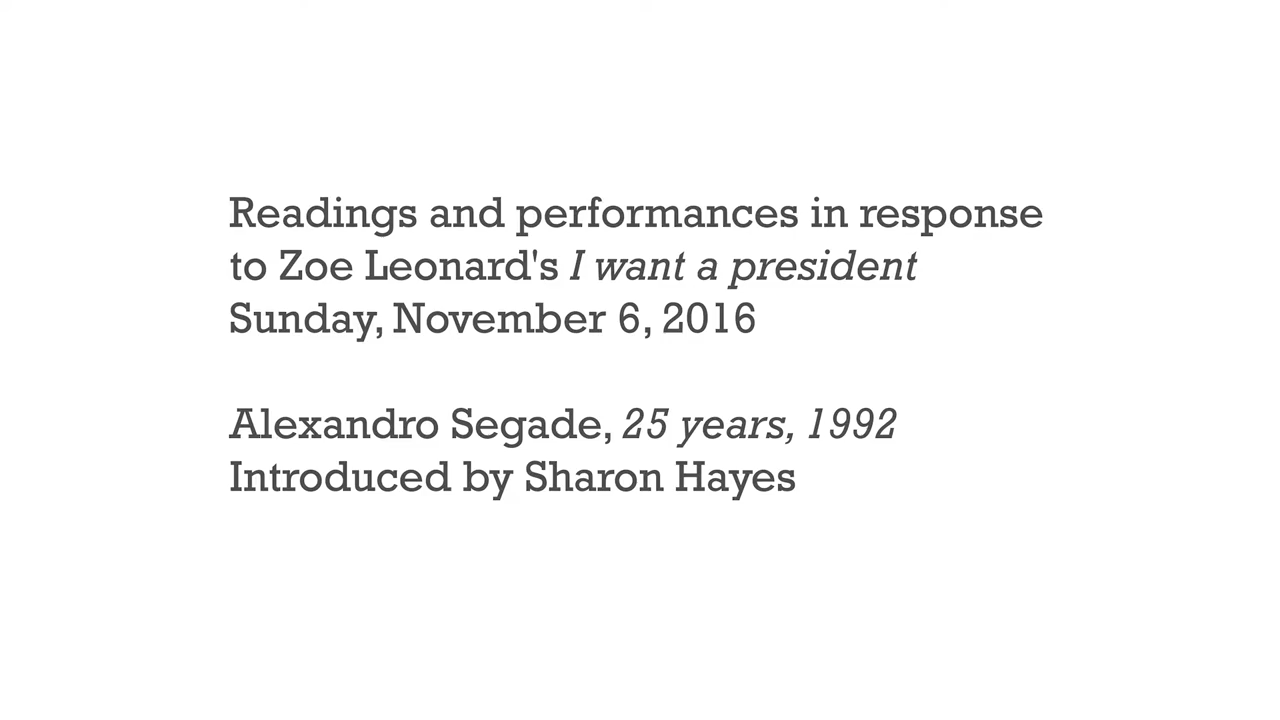 Readings and performances in response
to Zoe Leonard's I want a president
Sunday, November 6, 2016
Alexandro Segade, 25 years, 1992
Introduced by Sharon Hayes